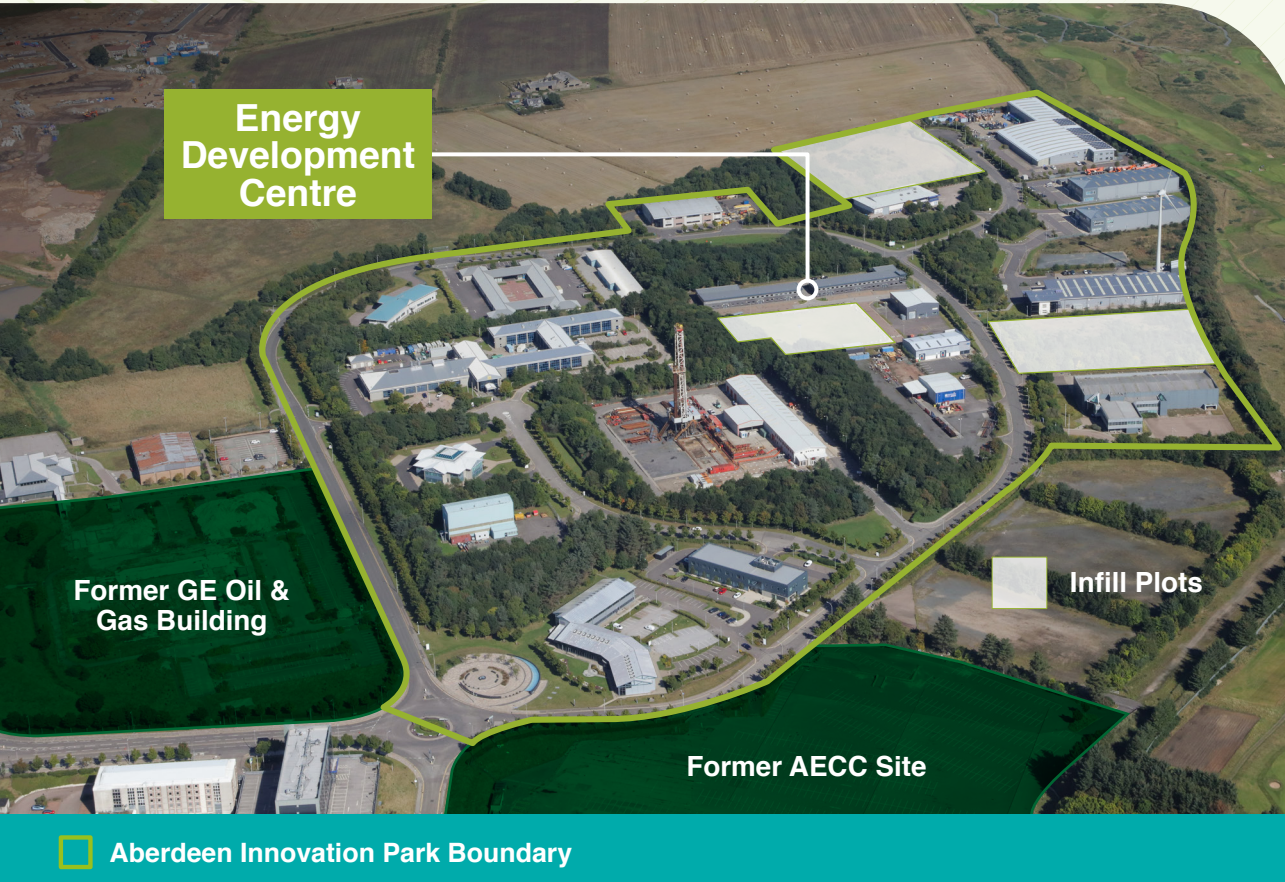 Energy
Development
Centre
Former GE Oil &
Gas Building
Infill Plots
Former AECC Site
Aberdeen Innovation Park Boundary